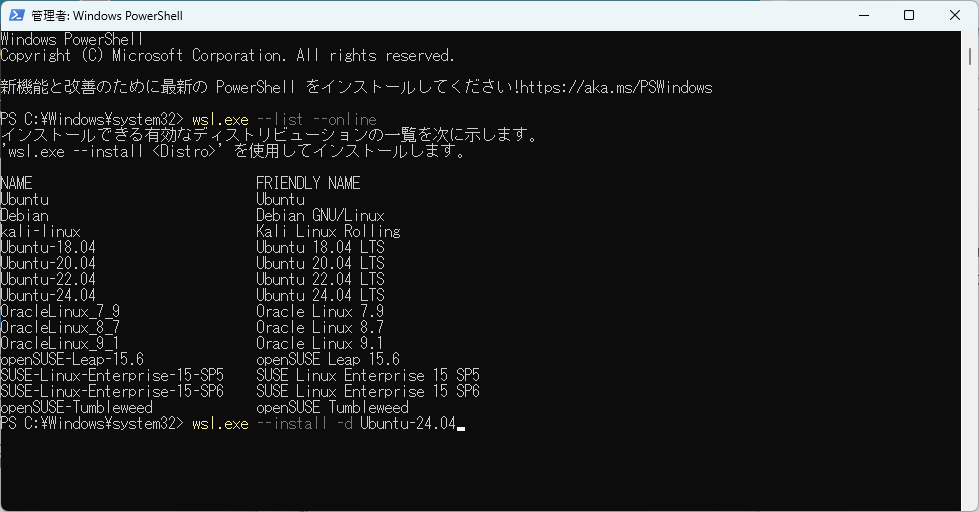 管理者: Windows PowerShell
Windows PowerShell
Copyright (C) Microsoft Corporation. All rights reserved.
新機能と改善のために最新の PowerShell をインストールしてください!https://aka.ms/PSWindows
PS C:¥Windows¥system32> wsl.exe --list --online
インストールできる有効なディストリビューションの一覧を次に示します。
'wsl.exe --install <Distro>' を使用してインストールします。
NAME FRIENDLY NAME
Ubuntu Ubuntu
Debian Debian GNU/Linux
kali-linux Kali Linux Rolling
Ubuntu-18.04 Ubuntu 18.04 LTS
Ubuntu-20.04 Ubuntu 20.04 LTS
Ubuntu-22.04 Ubuntu 22.04 LTS
Ubuntu-24.04 Ubuntu 24.04 LTS
OracleLinux_7_9 Oracle Linux 7.9
OracleLinux_8_7 Oracle Linux 8.7
OracleLinux_9_1 Oracle Linux 9.1
openSUSE-Leap-15.6 openSUSE Leap 15.6
SUSE-Linux-Enterprise-15-SP5 SUSE Linux Enterprise 15 SP5
SUSE-Linux-Enterprise-15-SP6 SUSE Linux Enterprise 15 SP6
openSUSE-Tumbleweed openSUSE Tumbleweed
PS C:¥Windows¥system32> wsl.exe --install -d Ubuntu-24.04